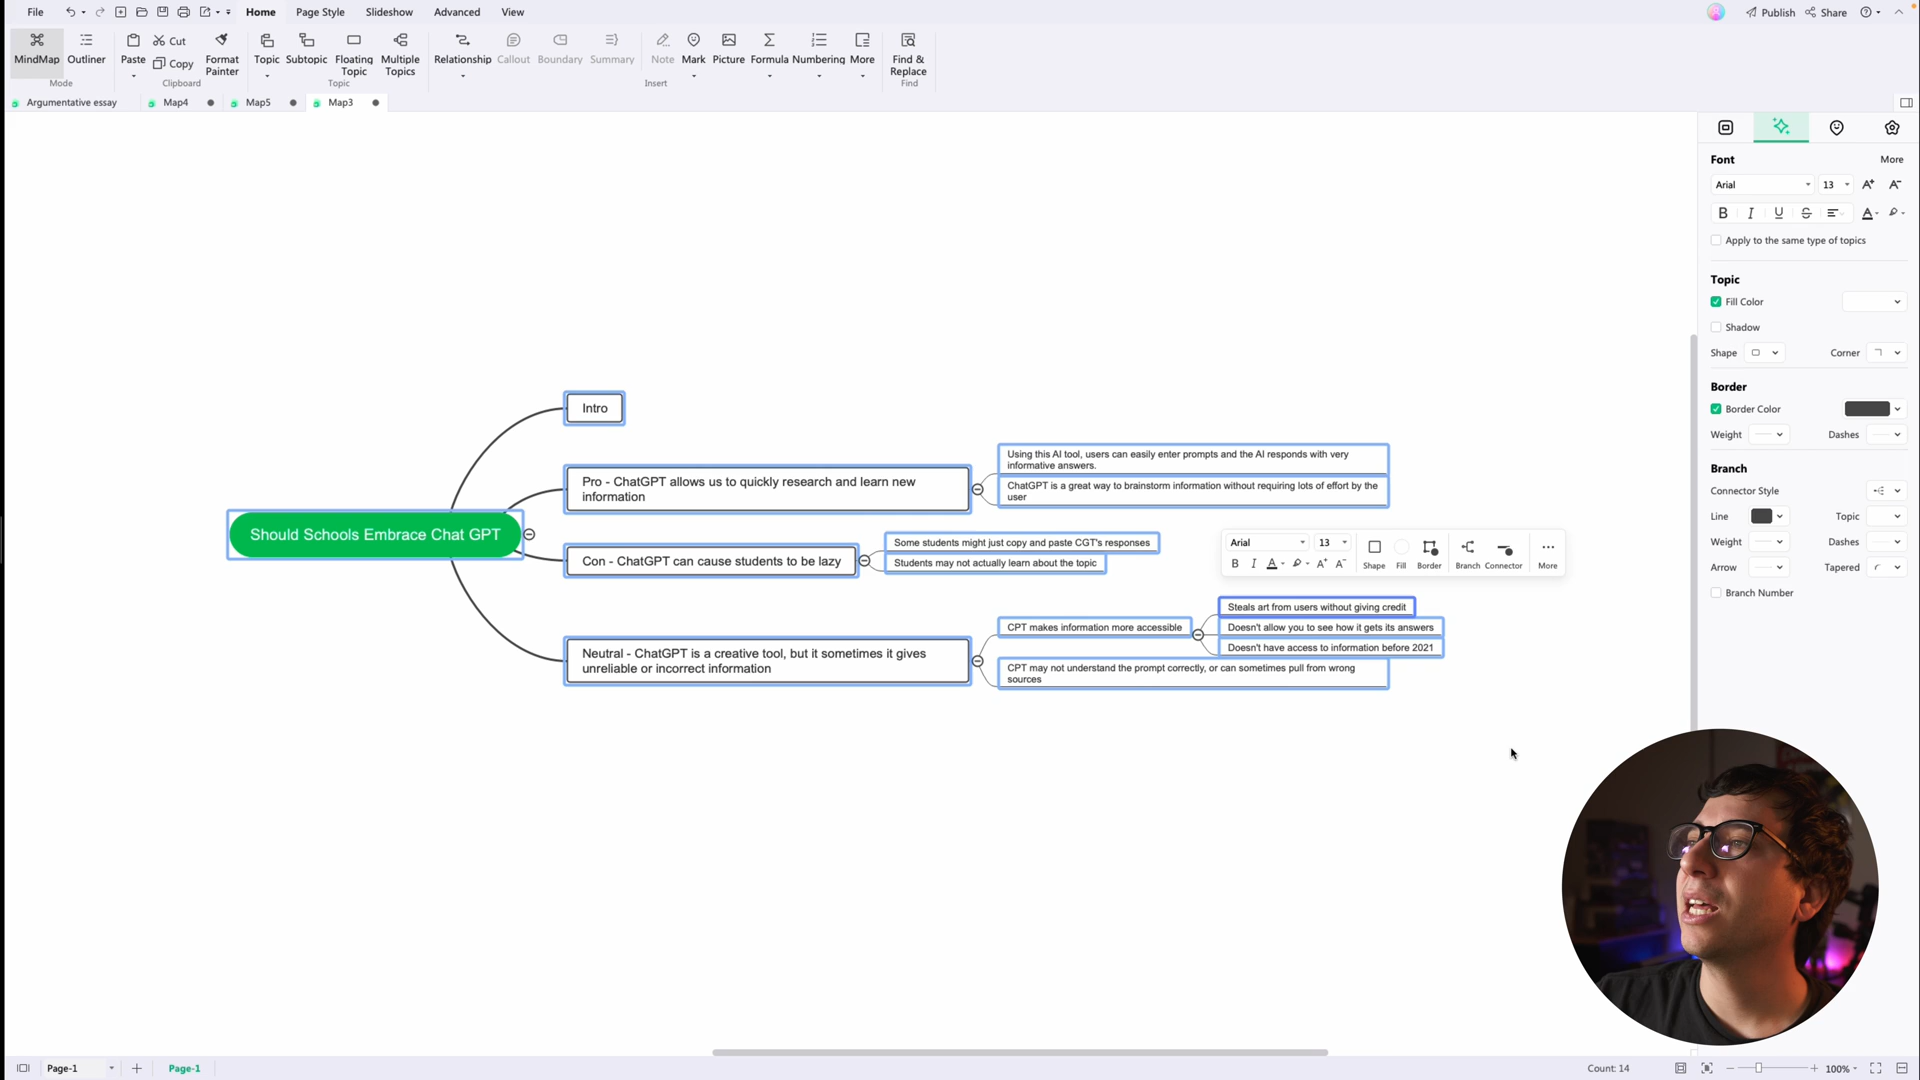 File Home Page Style Slideshow Advanced View Publish Share
MindMap Outliner Paste Cut Copy Format Painter Topic Subtopic Floating Topic Multiple Topics Relationship Callout Boundary Summary Note Mark Picture Formula Numbering More Find & Replace
Mode Clipboard Topic Insert Find
Argumentative essay Map4 Map5 Map3
Font More
Arial 13 A+ A-
B I U S A
Apply to the same type of topics
Topic
Fill Color
Shadow
Shape Corner
Border
Border Color
Weight Dashes
Branch
Connector Style
Line Topic
Weight Dashes
Arrow Tapered
Branch Number
Should Schools Embrace Chat GPT
Intro
Pro - ChatGPT allows us to quickly research and learn new
information
Using this AI tool, users can easily enter prompts and the AI responds with very
informative answers.
ChatGPT is a great way to brainstorm information without requiring lots of effort by the
user
Con - ChatGPT can cause students to be lazy
Some students might just copy and paste CGT's responses
Students may not actually learn about the topic
Arial 13
B I A A+ A-
Shape Fill Border Branch Connector More
Neutral - ChatGPT is a creative tool, but it sometimes it gives
unreliable or incorrect information
CPT makes information more accessible
Steals art from users without giving credit
Doesn't allow you to see how it gets its answers
Doesn't have access to information before 2021
CPT may not understand the prompt correctly, or can sometimes pull from wrong
sources
Page-1 Page-1 Count: 14 100%